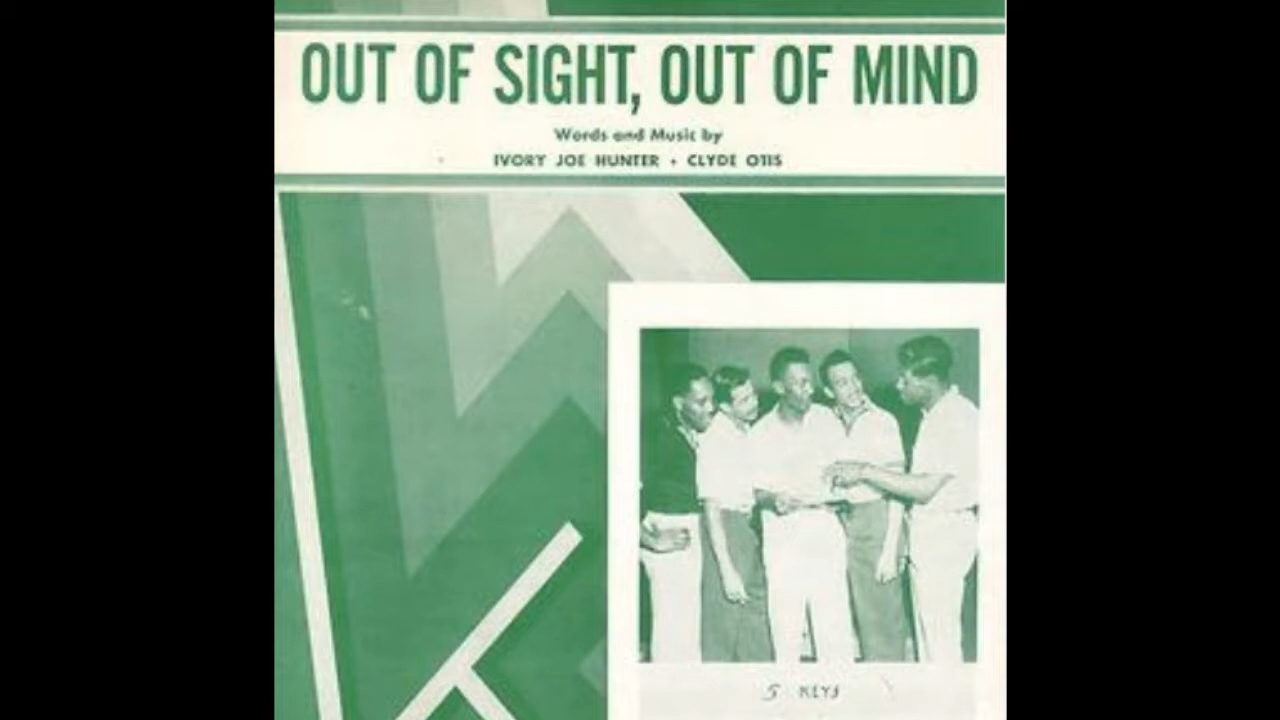 OUT OF SIGHT, OUT OF MIND
Words and Music by
IVORY JOE HUNTER • CLYDE OTIS
5 KEYS